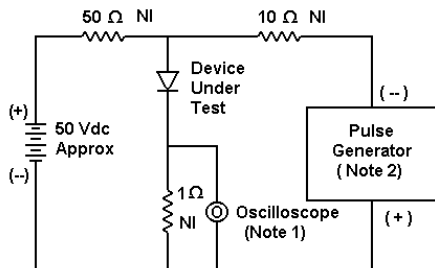 50 Ω NI
10 Ω NI
Device
Under
Test
(+)
50 Vdc
Approx
(--)
(--)
Pulse
Generator
(Note 2)
(+)
1Ω
NI
Oscilloscope
(Note 1)